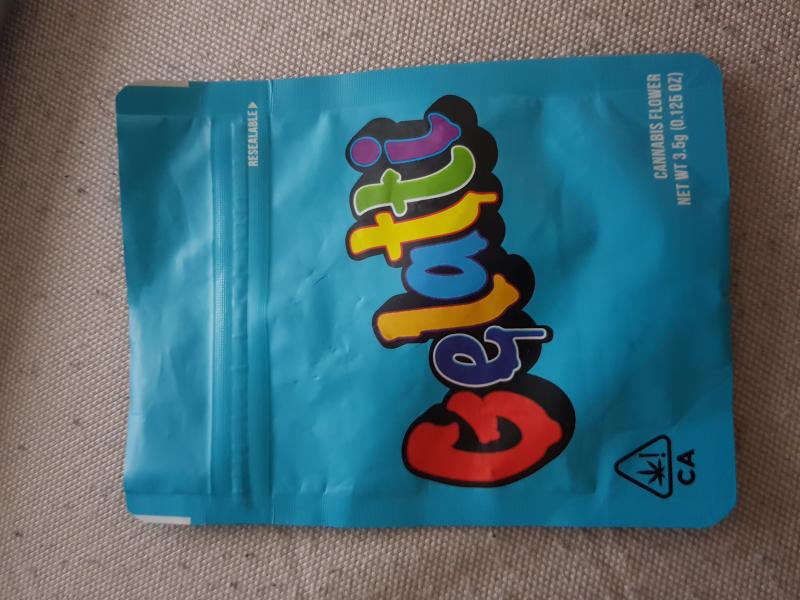 RESEALABLE
Gelatti
CA
CANNABIS FLOWER
NET WT 3.5g (0.125 OZ)